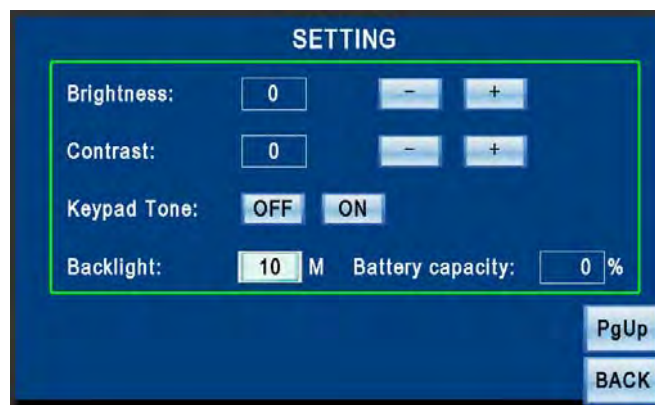 SETTING
Brightness: 0 - +
Contrast: 0 - +
Keypad Tone: OFF ON
Backlight: 10 M Battery capacity: 0 %
PgUp
BACK